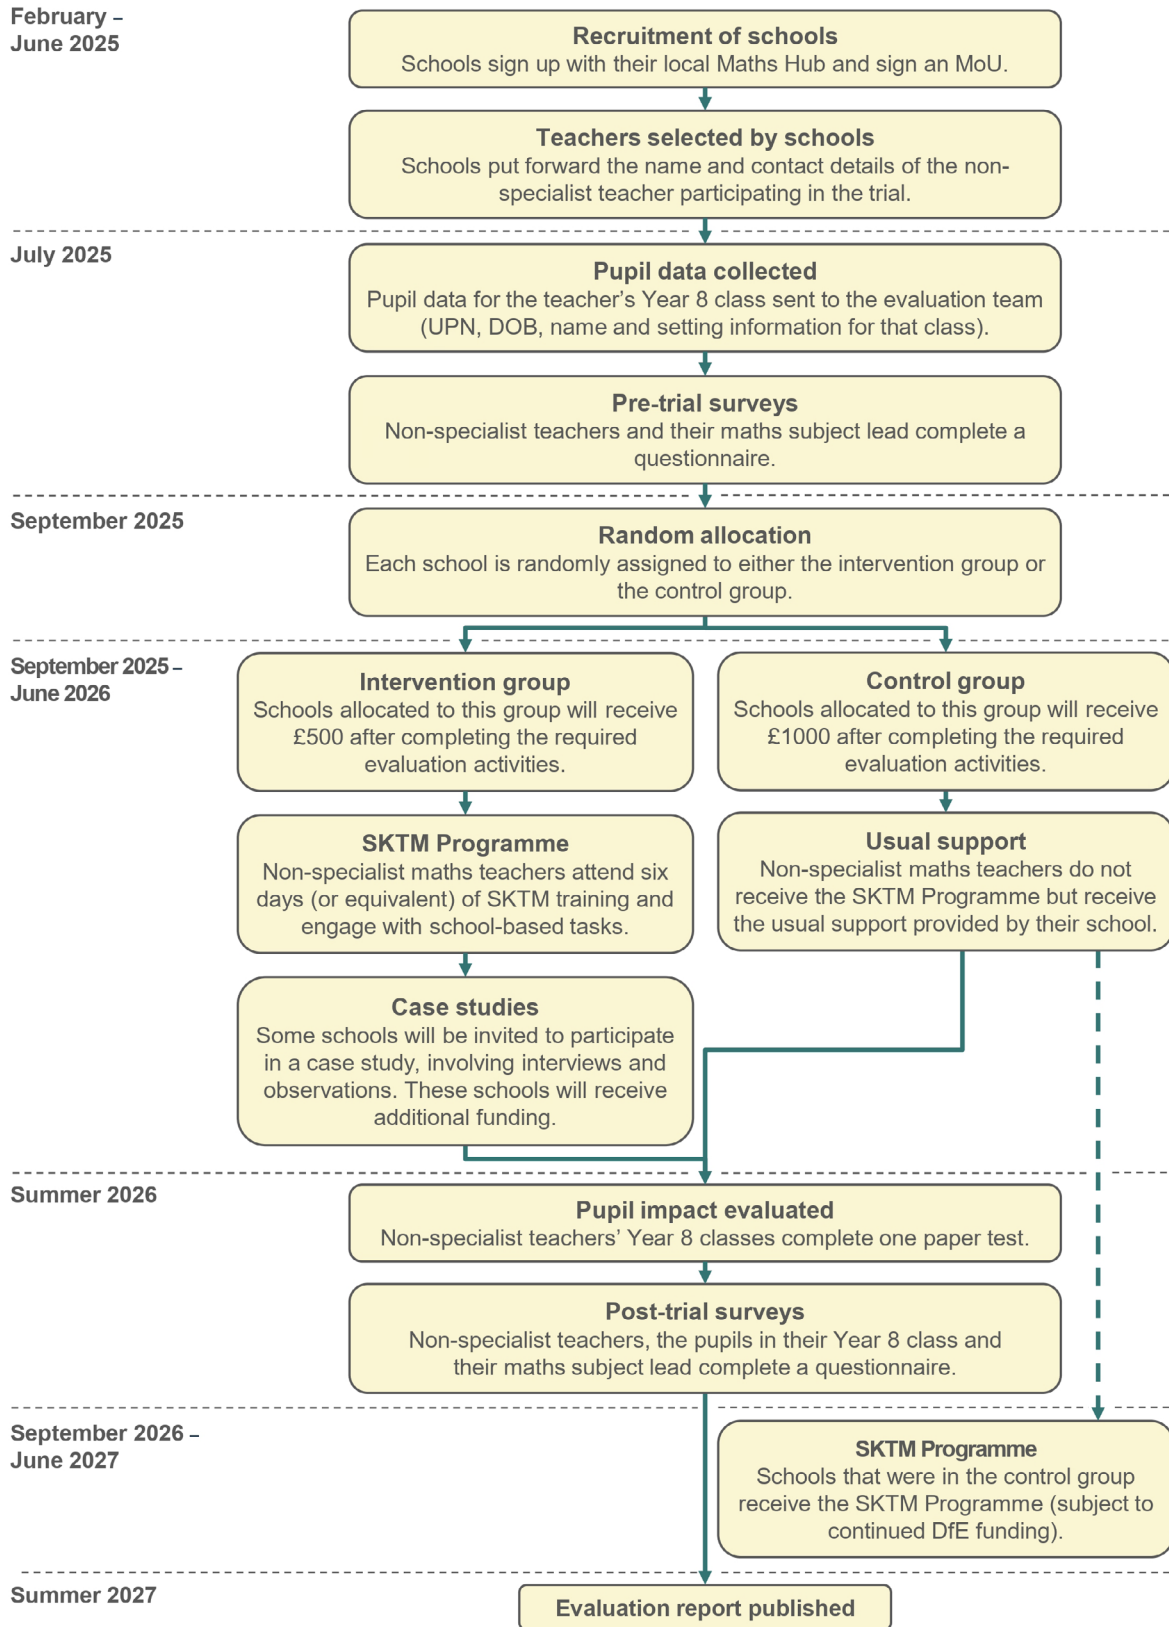 February –
June 2025
Recruitment of schools
Schools sign up with their local Maths Hub and sign an MoU.
Teachers selected by schools
Schools put forward the name and contact details of the non-
specialist teacher participating in the trial.
July 2025
Pupil data collected
Pupil data for the teacher’s Year 8 class sent to the evaluation team
(UPN, DOB, name and setting information for that class).
Pre-trial surveys
Non-specialist teachers and their maths subject lead complete a
questionnaire.
September 2025
Random allocation
Each school is randomly assigned to either the intervention group or
the control group.
September 2025 –
June 2026
Intervention group
Schools allocated to this group will receive
£500 after completing the required
evaluation activities.
Control group
Schools allocated to this group will receive
£1000 after completing the required
evaluation activities.
SKTM Programme
Non-specialist maths teachers attend six
days (or equivalent) of SKTM training and
engage with school-based tasks.
Usual support
Non-specialist maths teachers do not
receive the SKTM Programme but receive
the usual support provided by their school.
Case studies
Some schools will be invited to participate
in a case study, involving interviews and
observations. These schools will receive
additional funding.
Summer 2026
Pupil impact evaluated
Non-specialist teachers’ Year 8 classes complete one paper test.
Post-trial surveys
Non-specialist teachers, the pupils in their Year 8 class and
their maths subject lead complete a questionnaire.
September 2026 –
June 2027
SKTM Programme
Schools that were in the control group
receive the SKTM Programme (subject to
continued DfE funding).
Summer 2027
Evaluation report published